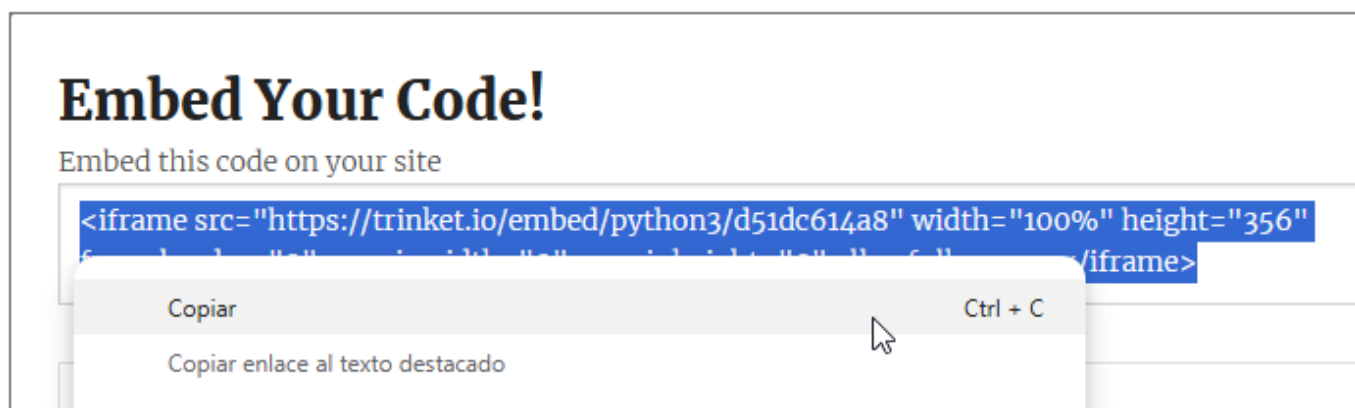 Embed Your Code!
Embed this code on your site
<iframe src="https://trinket.io/embed/python3/d51dc614a8" width="100%" height="356"
/iframe>
Copiar Ctrl + C
Copiar enlace al texto destacado